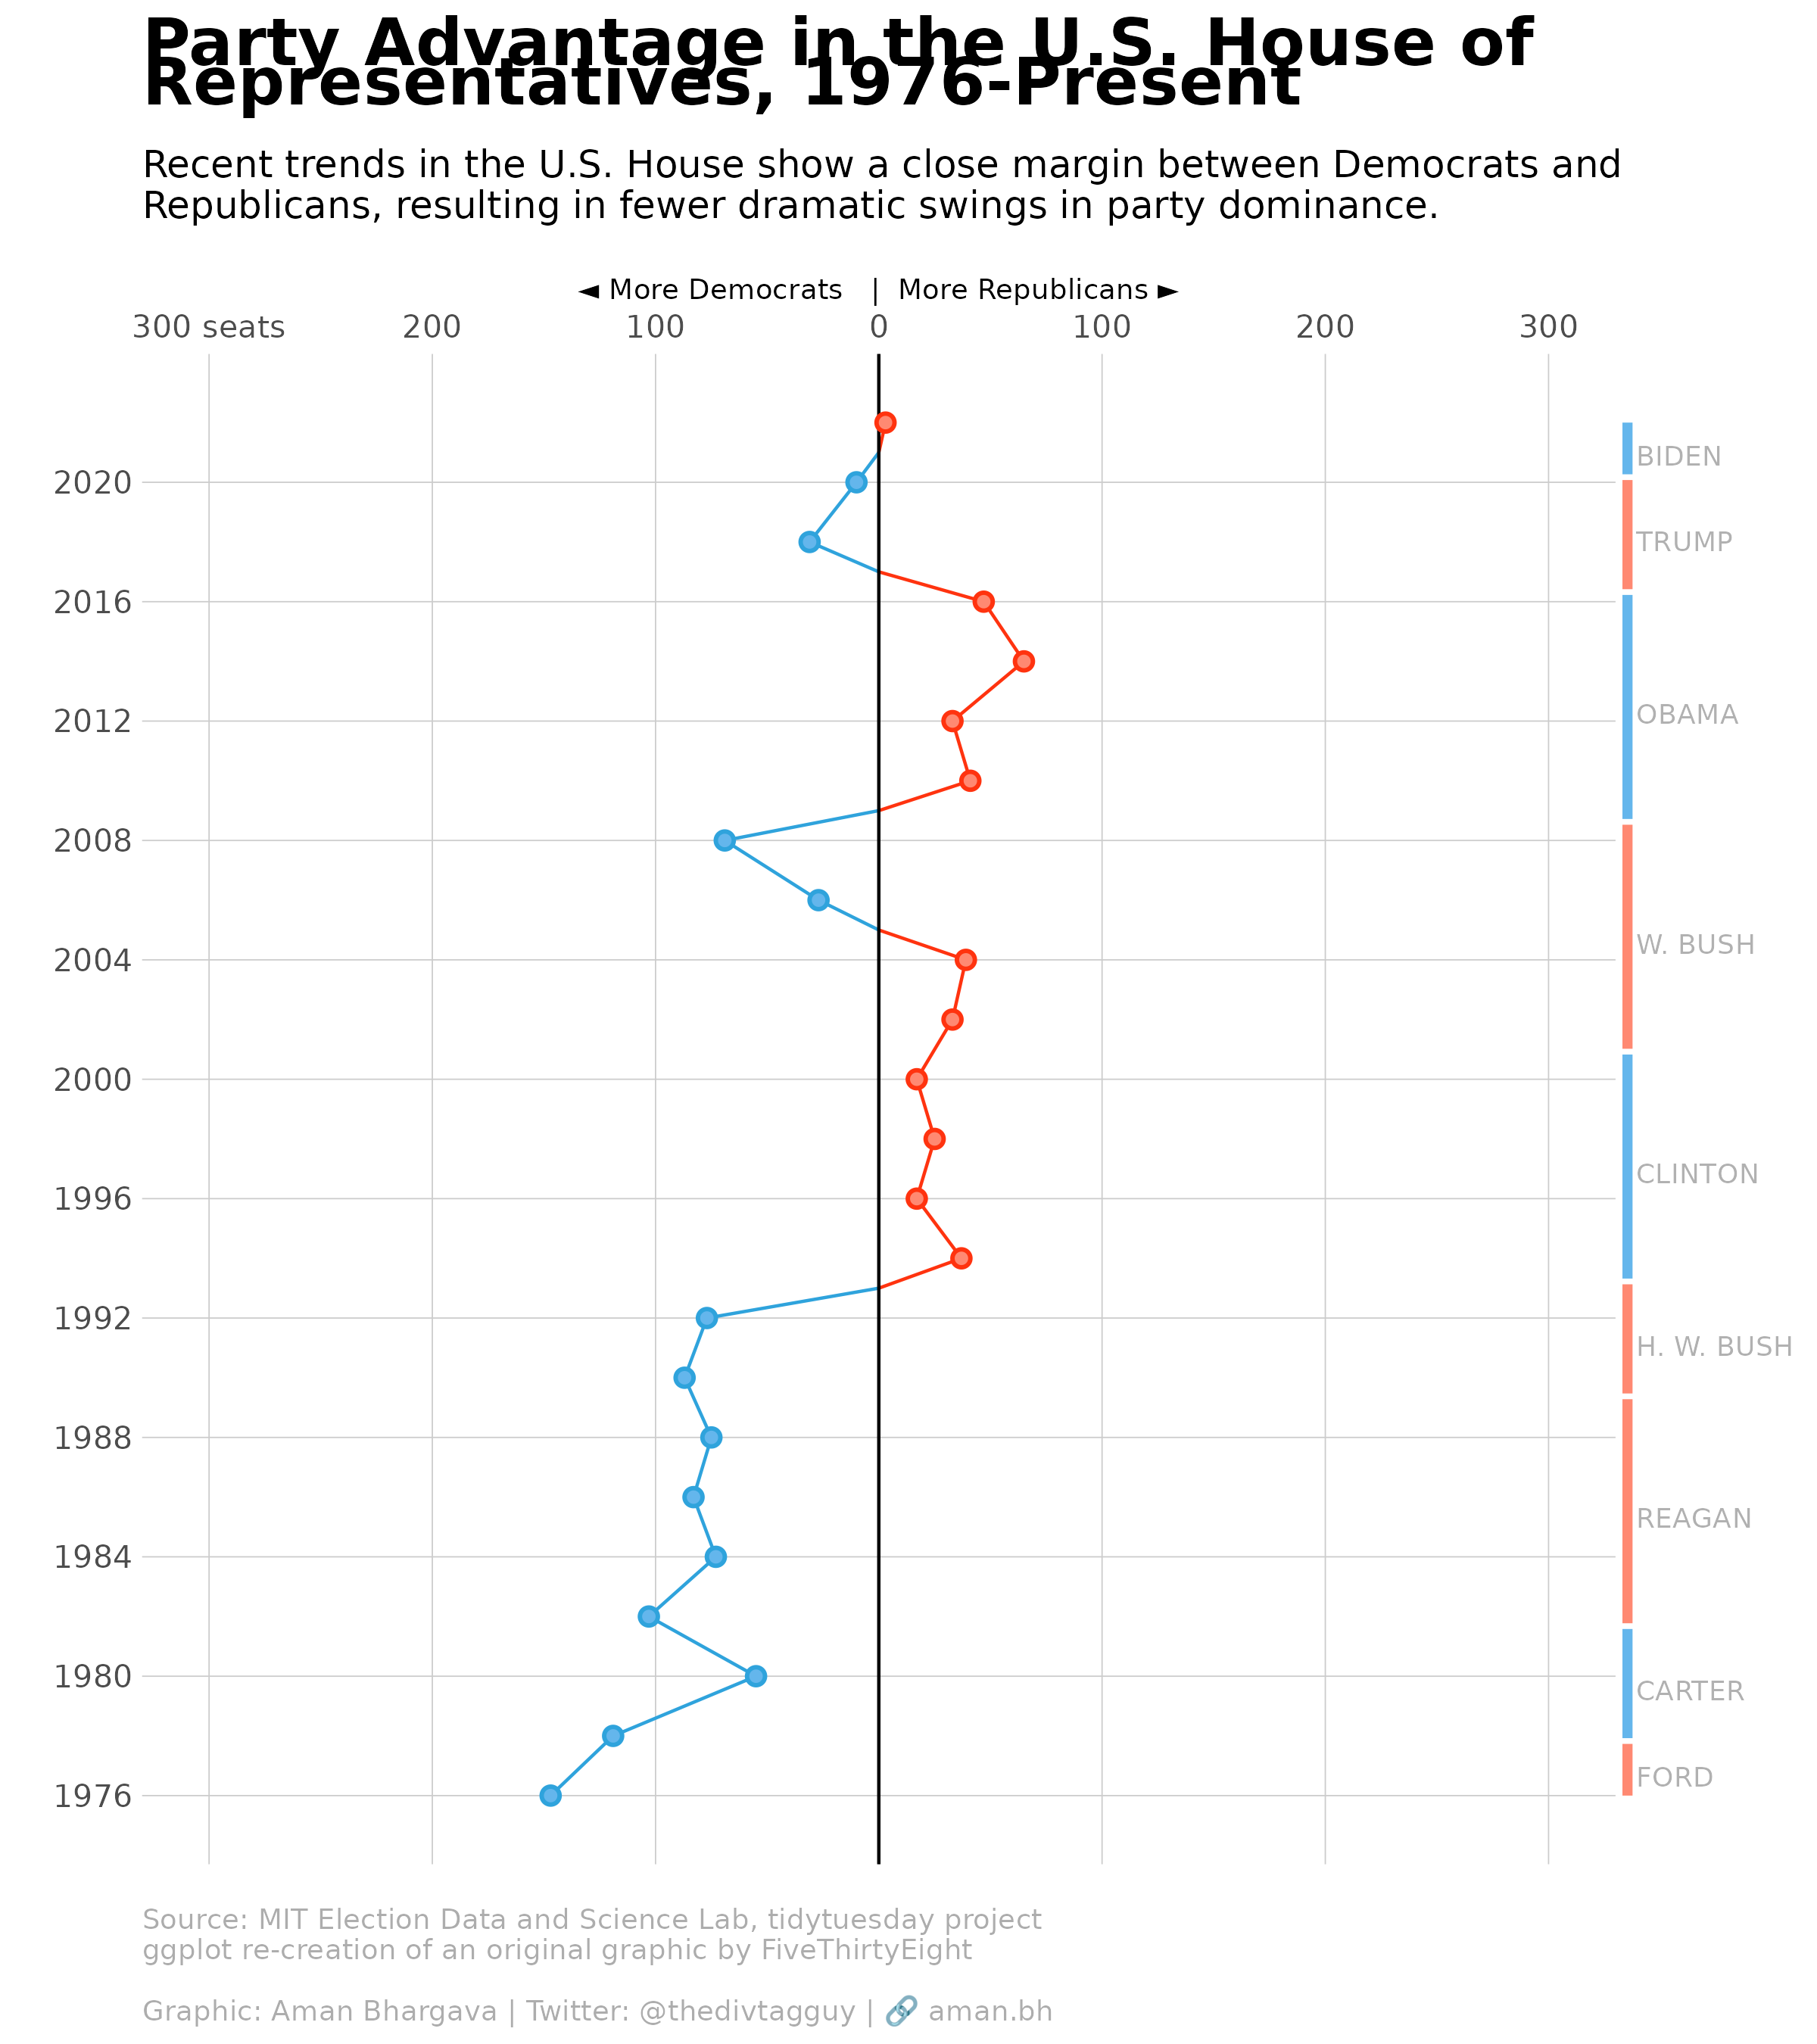 Party Advantage in the U.S. House of
Representatives, 1976-Present
Recent trends in the U.S. House show a close margin between Democrats and
Republicans, resulting in fewer dramatic swings in party dominance.
◄ More Democrats | More Republicans ►
300 seats 200 100 0 100 200 300
BIDEN
2020
TRUMP
2016
OBAMA
2012
2008
W. BUSH
2004
2000
CLINTON
1996
1992
H. W. BUSH
1988
REAGAN
1984
1980
CARTER
FORD
1976
Source: MIT Election Data and Science Lab, tidytuesday project
ggplot re-creation of an original graphic by FiveThirtyEight
Graphic: Aman Bhargava | Twitter: @thedivtagguy | 🔗 aman.bh